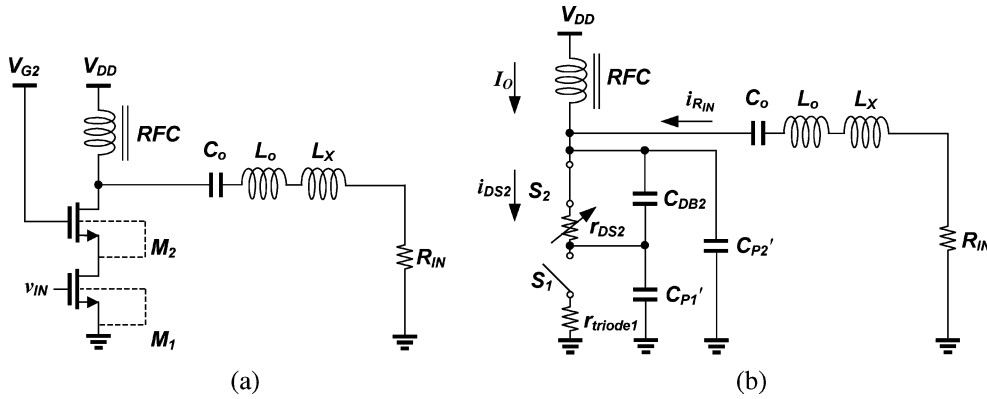 V_G2
V_DD
RFC
C_o
L_o
L_X
M_2
v_IN
M_1
R_IN
(a)
V_DD
I_O
RFC
i_R_IN
C_o
L_o
L_X
i_DS2
S_2
r_DS2
C_DB2
C_P2'
R_IN
S_1
C_P1'
r_triode1
(b)